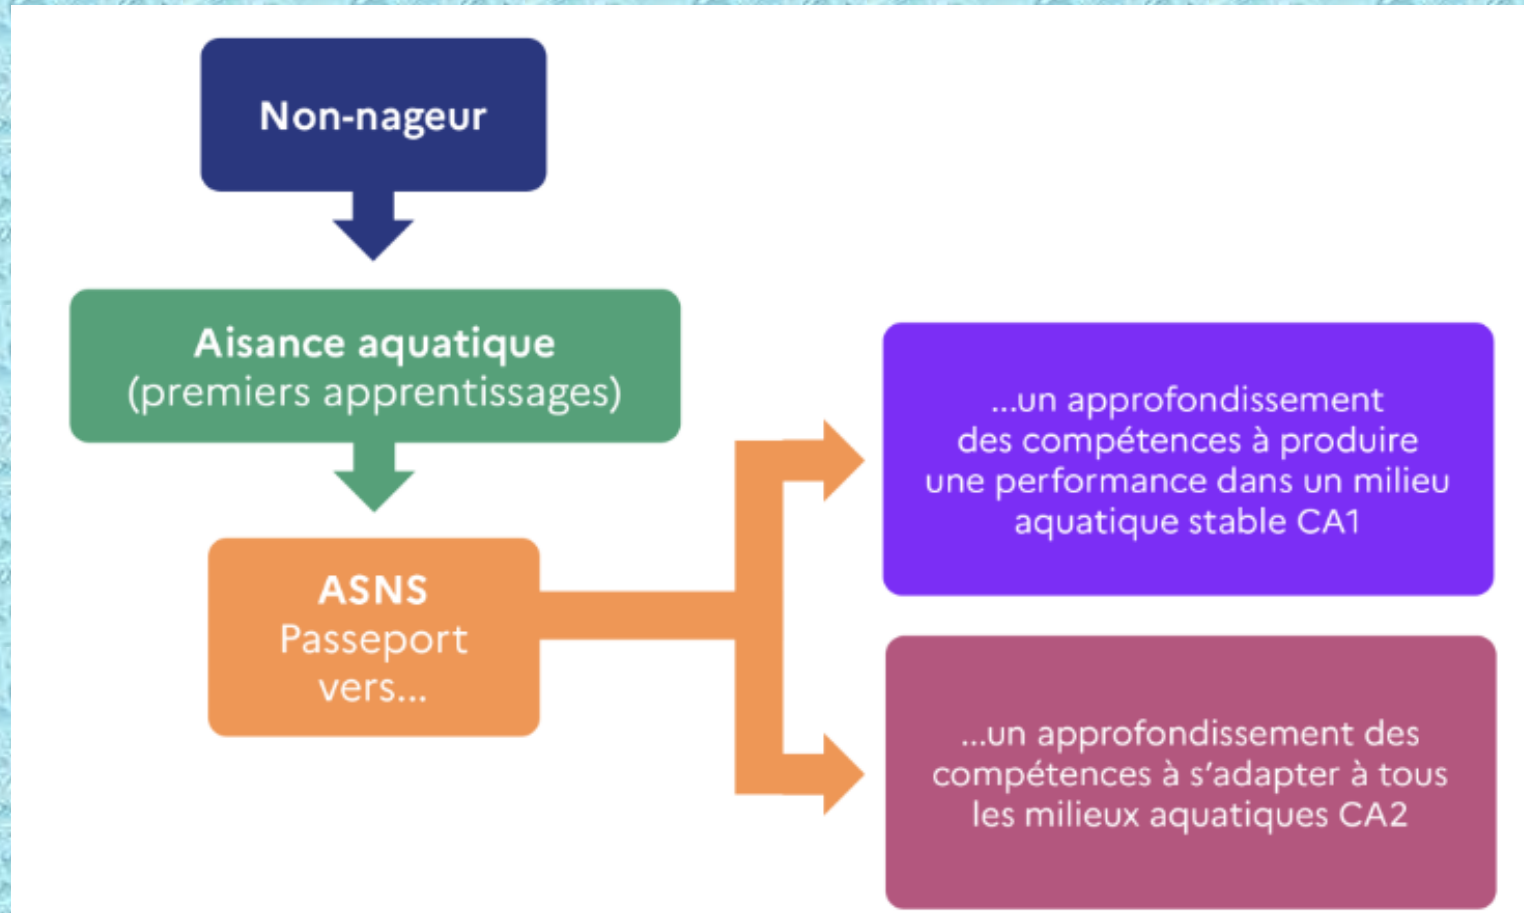 Non-nageur
Aisance aquatique
(premiers apprentissages)
ASNS
Passeport
vers...
...un approfondissement
des compétences à produire
une performance dans un milieu
aquatique stable CA1
...un approfondissement des
compétences à s’adapter à tous
les milieux aquatiques CA2